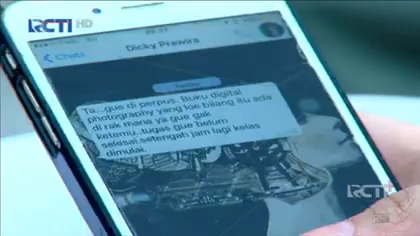 RCTI HD
Dicky Prawira
Chats
Ta...gue di perpus. Buku digital
photography yang loe bilang itu ada
di rak mana ya gue gak
ketemu, tugas gue belum
selesai.setengah jam lagi kelas
dimulai.
RCTI